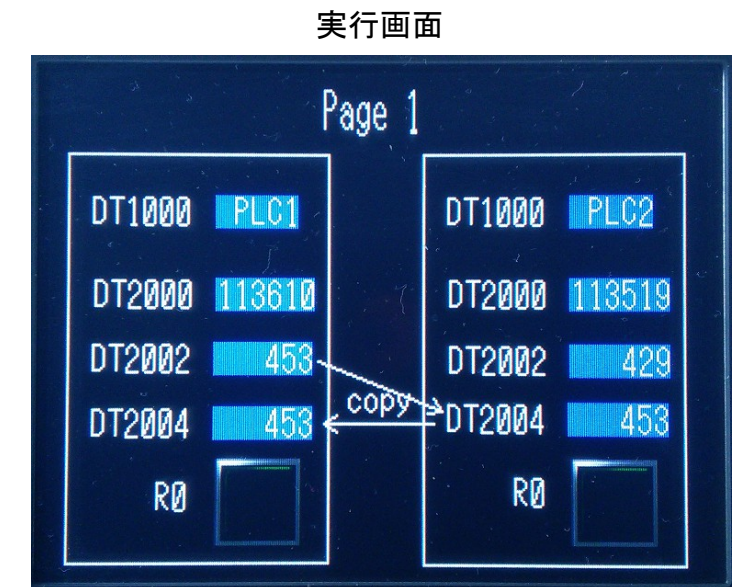 実行画面
Page 1
DT1000 PLC1
DT2000 113610
DT2002 453
DT2004 453
R0
copy
DT1000 PLC2
DT2000 113519
DT2002 429
DT2004 453
R0